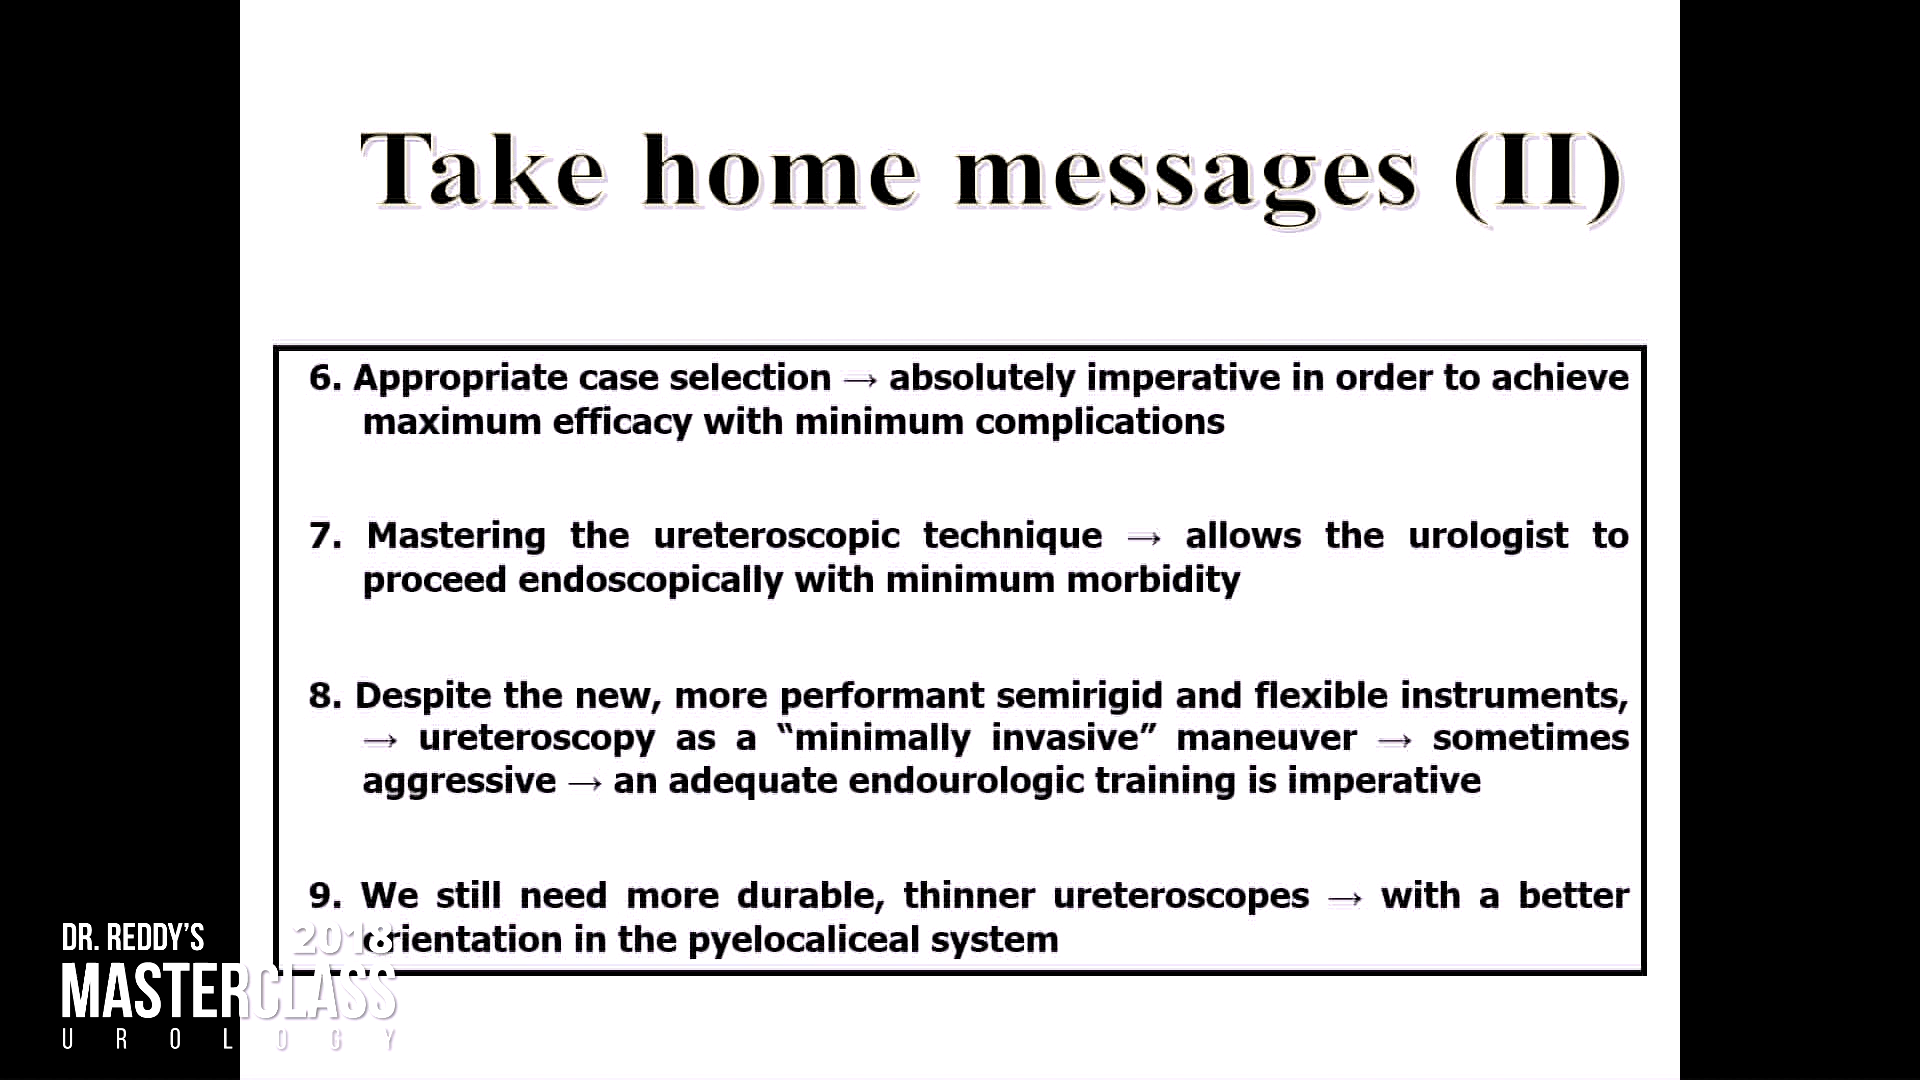 Take home messages (II)
6. Appropriate case selection → absolutely imperative in order to achieve
maximum efficacy with minimum complications
7. Mastering the ureteroscopic technique → allows the urologist to
proceed endoscopically with minimum morbidity
8. Despite the new, more performant semirigid and flexible instruments,
→ ureteroscopy as a “minimally invasive” maneuver → sometimes
aggressive → an adequate endourologic training is imperative
9. We still need more durable, thinner ureteroscopes → with a better
orientation in the pyelocaliceal system
DR. REDDY'S 2018
MASTERCLASS
UROLOGY